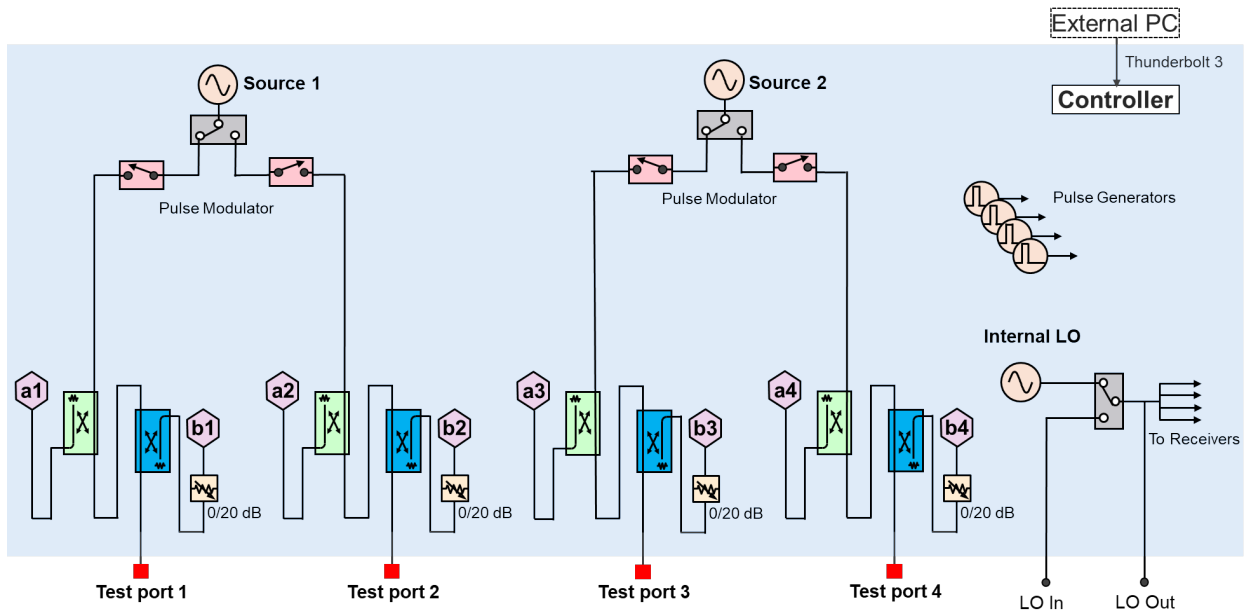 External PC
Thunderbolt 3
Controller
Source 1
Source 2
Pulse Modulator
Pulse Modulator
Pulse Generators
Internal LO
To Receivers
a1
b1
a2
b2
a3
b3
a4
b4
0/20 dB
0/20 dB
0/20 dB
0/20 dB
Test port 1
Test port 2
Test port 3
Test port 4
LO In
LO Out